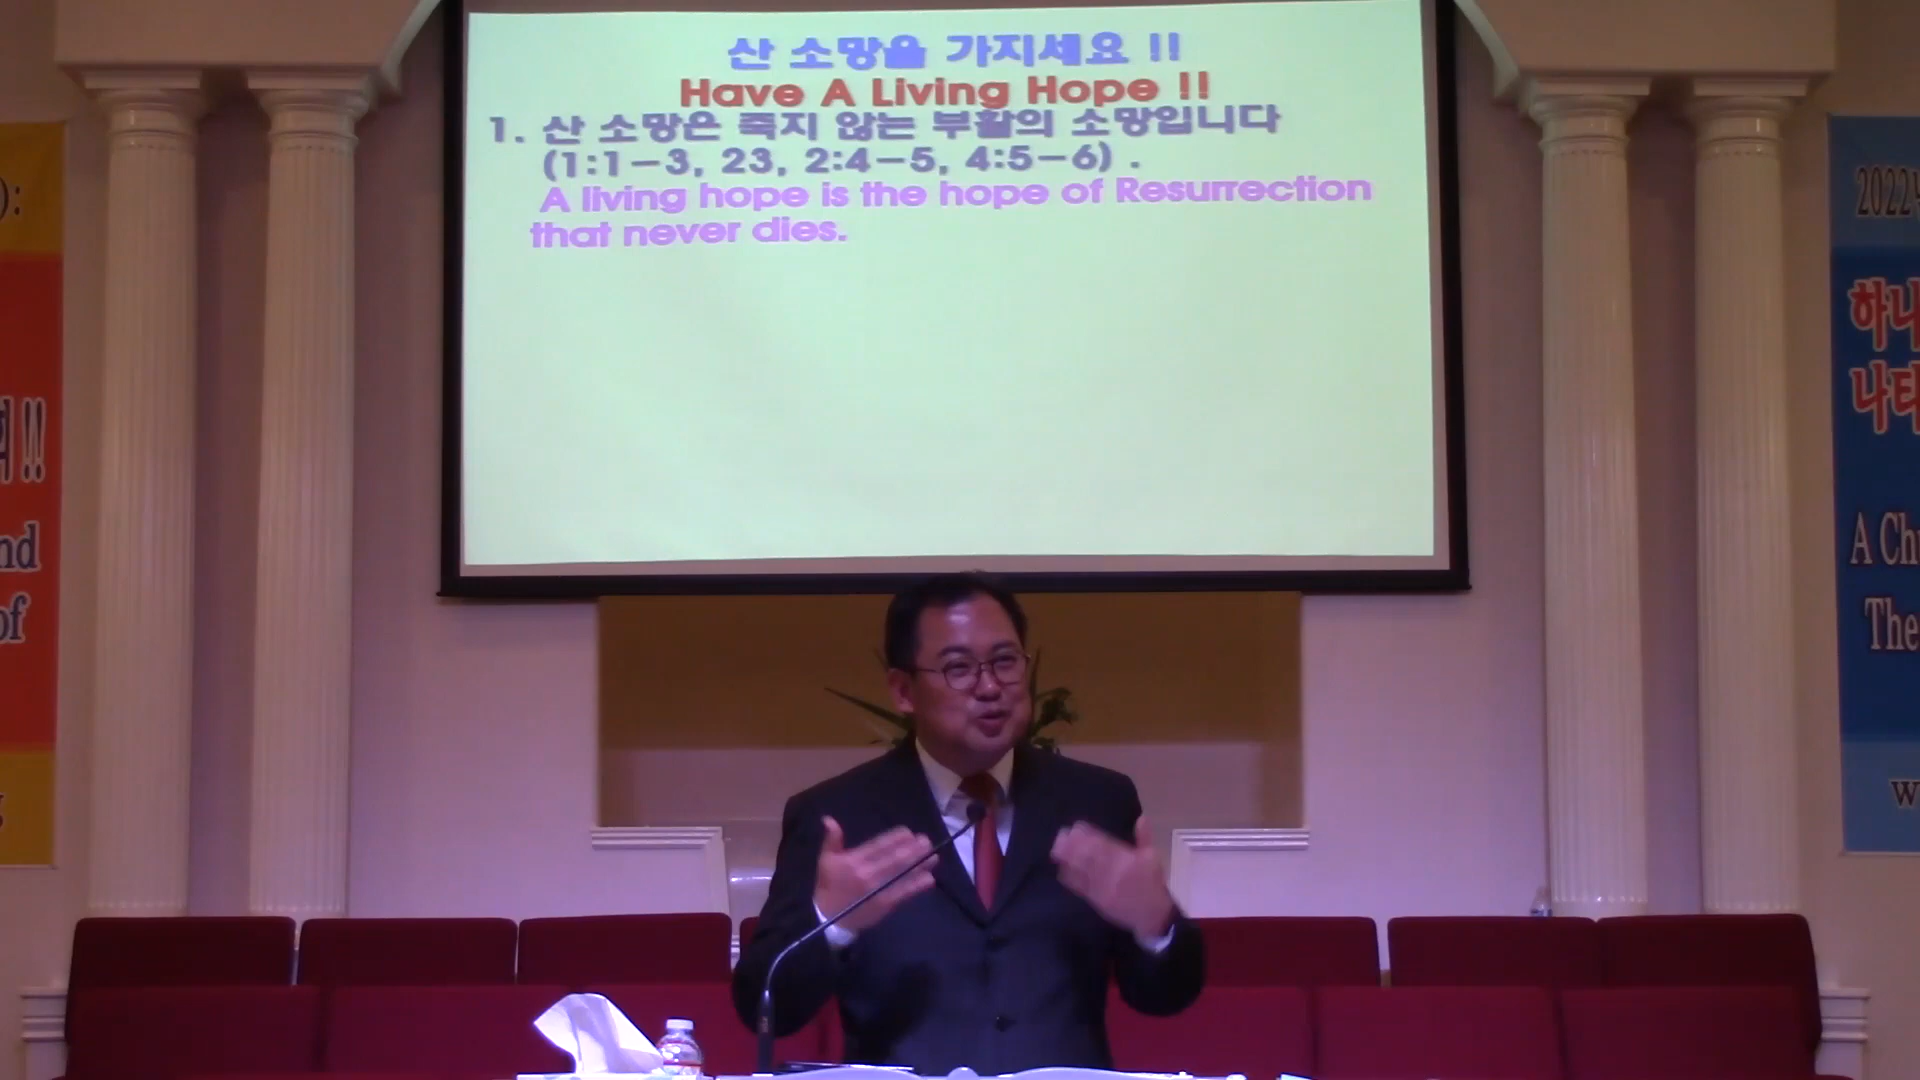 산 소망을 가지세요 !!
Have A Living Hope !!
1. 산 소망은 죽지 않는 부활의 소망입니다
(1:1-3, 23, 2:4-5, 4:5-6) .
A living hope is the hope of Resurrection
that never dies.
):
!!
nd
of
2022
하나
나타
A Ch
The
w